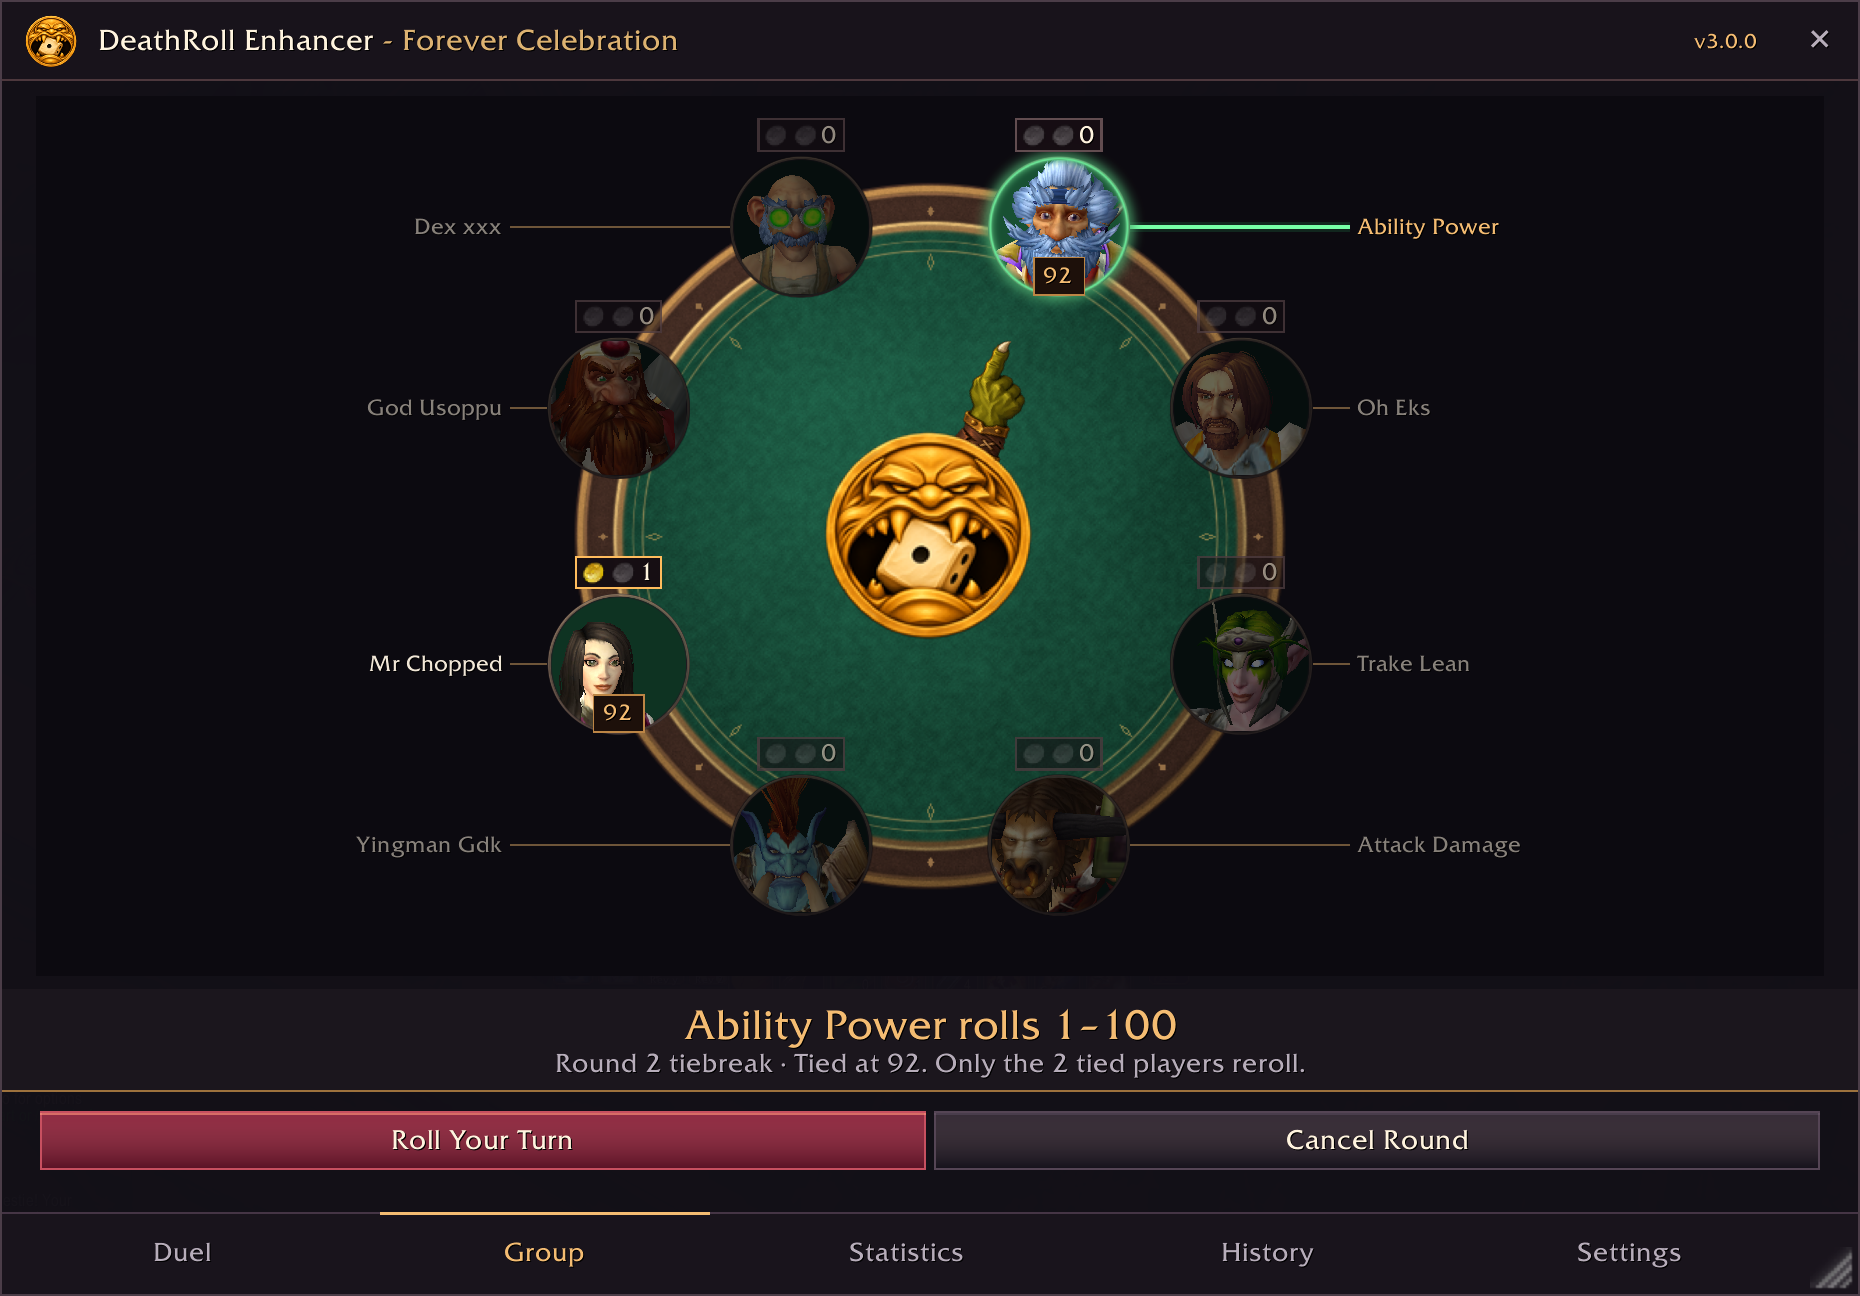 DeathRoll Enhancer - Forever Celebration
v3.0.0
0
0
Dex xxx
Ability Power
92
0
0
God Usoppu
Oh Eks
1
0
Mr Chopped
Trake Lean
92
0
0
Yingman Gdk
Attack Damage
Ability Power rolls 1-100
Round 2 tiebreak · Tied at 92. Only the 2 tied players reroll.
Roll Your Turn
Cancel Round
Duel
Group
Statistics
History
Settings